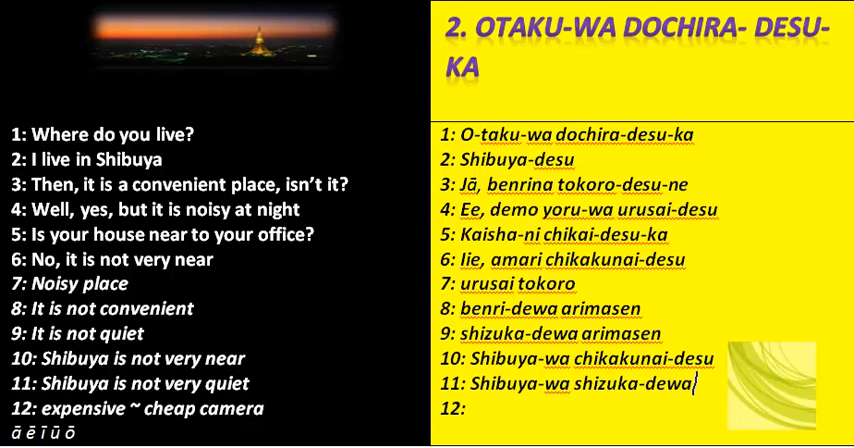 1: Where do you live?
2: I live in Shibuya
3: Then, it is a convenient place, isn't it?
4: Well, yes, but it is noisy at night
5: Is your house near to your office?
6: No, it is not very near
7: Noisy place
8: It is not convenient
9: It is not quiet
10: Shibuya is not very near
11: Shibuya is not very quiet
12: expensive ~ cheap camera
ā ē ī ū ō
2. OTAKU-WA DOCHIRA- DESU-
KA
1: O-taku-wa dochira-desu-ka
2: Shibuya-desu
3: Jā, benrina tokoro-desu-ne
4: Ee, demo yoru-wa urusai-desu
5: Kaisha-ni chikai-desu-ka
6: Iie, amari chikakunai-desu
7: urusai tokoro
8: benri-dewa arimasen
9: shizuka-dewa arimasen
10: Shibuya-wa chikakunai-desu
11: Shibuya-wa shizuka-dewa
12: